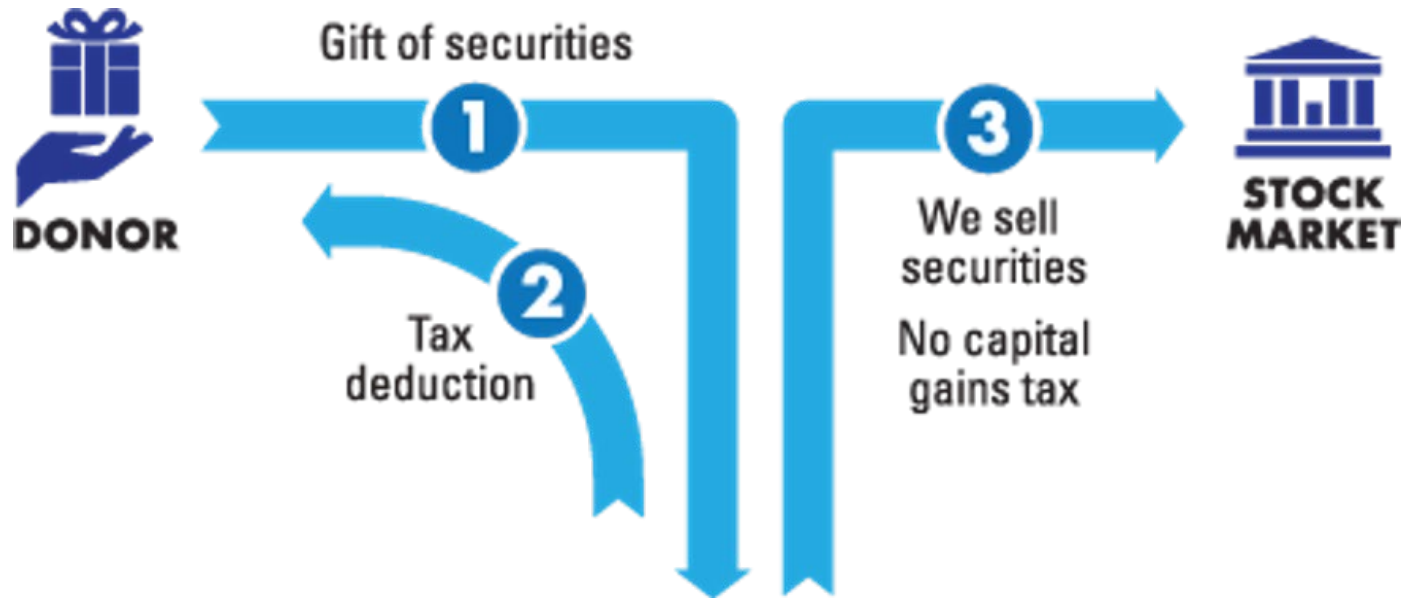 Gift of securities
1
DONOR
2
Tax
deduction
3
We sell
securities
No capital
gains tax
STOCK
MARKET